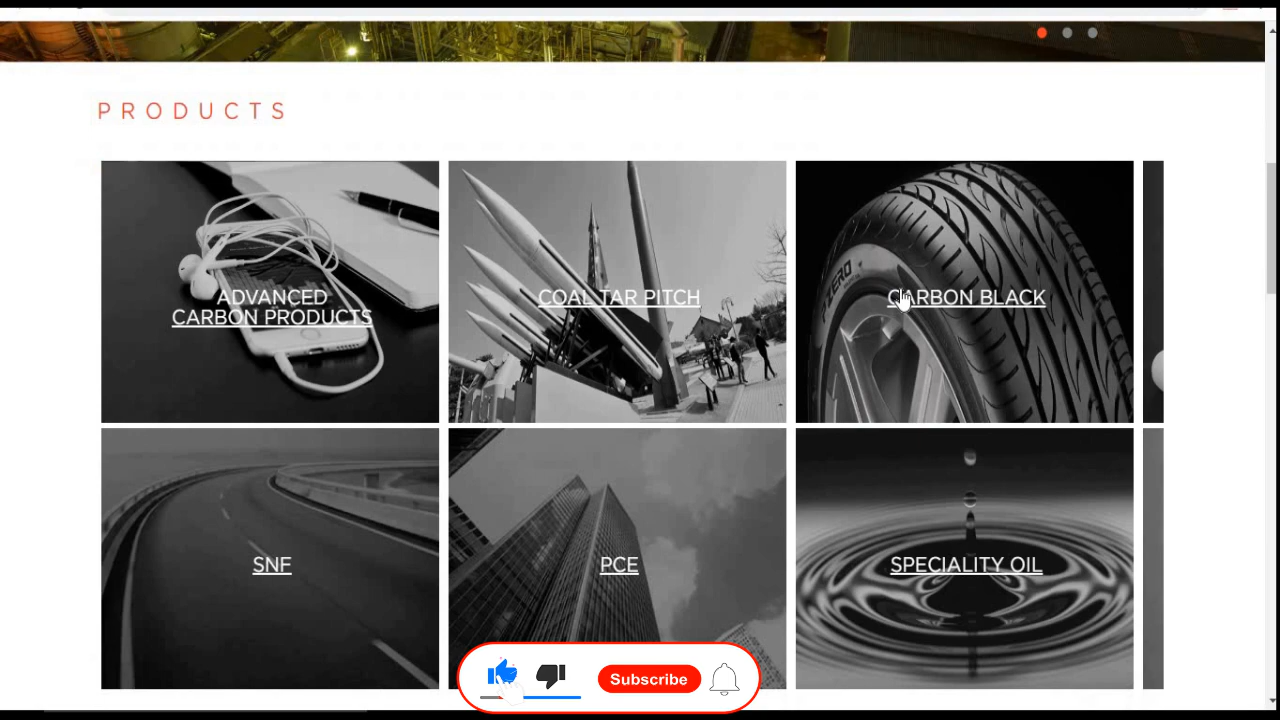 PRODUCTS
ADVANCED
CARBON PRODUCTS
COAL TAR PITCH
CARBON BLACK
SNF
PCE
SPECIALITY OIL
Subscribe